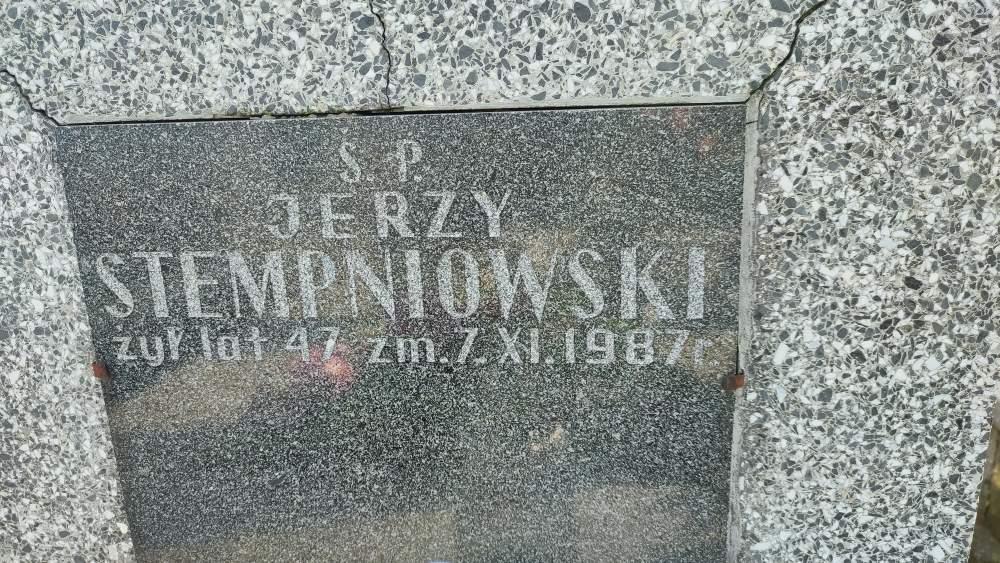 Ś. P.
JERZY
STEMPNIOWSKI
żył lat 47 zm. 7. XI. 1987r